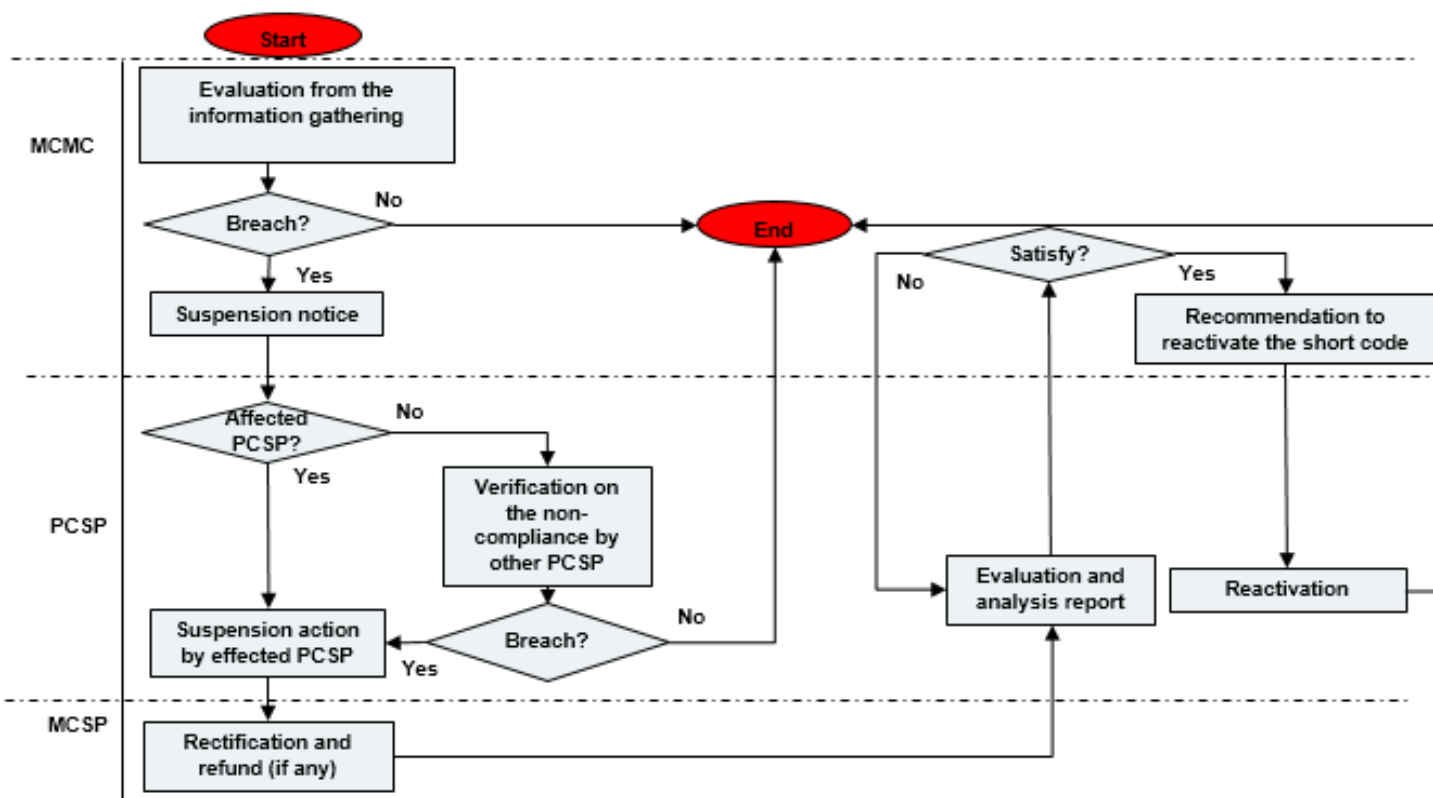 Start
MCMC
Evaluation from the
information gathering
Breach?
No
Yes
End
Suspension notice
Satisfy?
No
Yes
Recommendation to
reactivate the short code
PCSP
Affected
PCSP?
No
Yes
Verification on
the non-
compliance by
other PCSP
Breach?
No
Yes
Suspension action
by effected PCSP
Evaluation and
analysis report
Reactivation
MCSP
Rectification and
refund (if any)